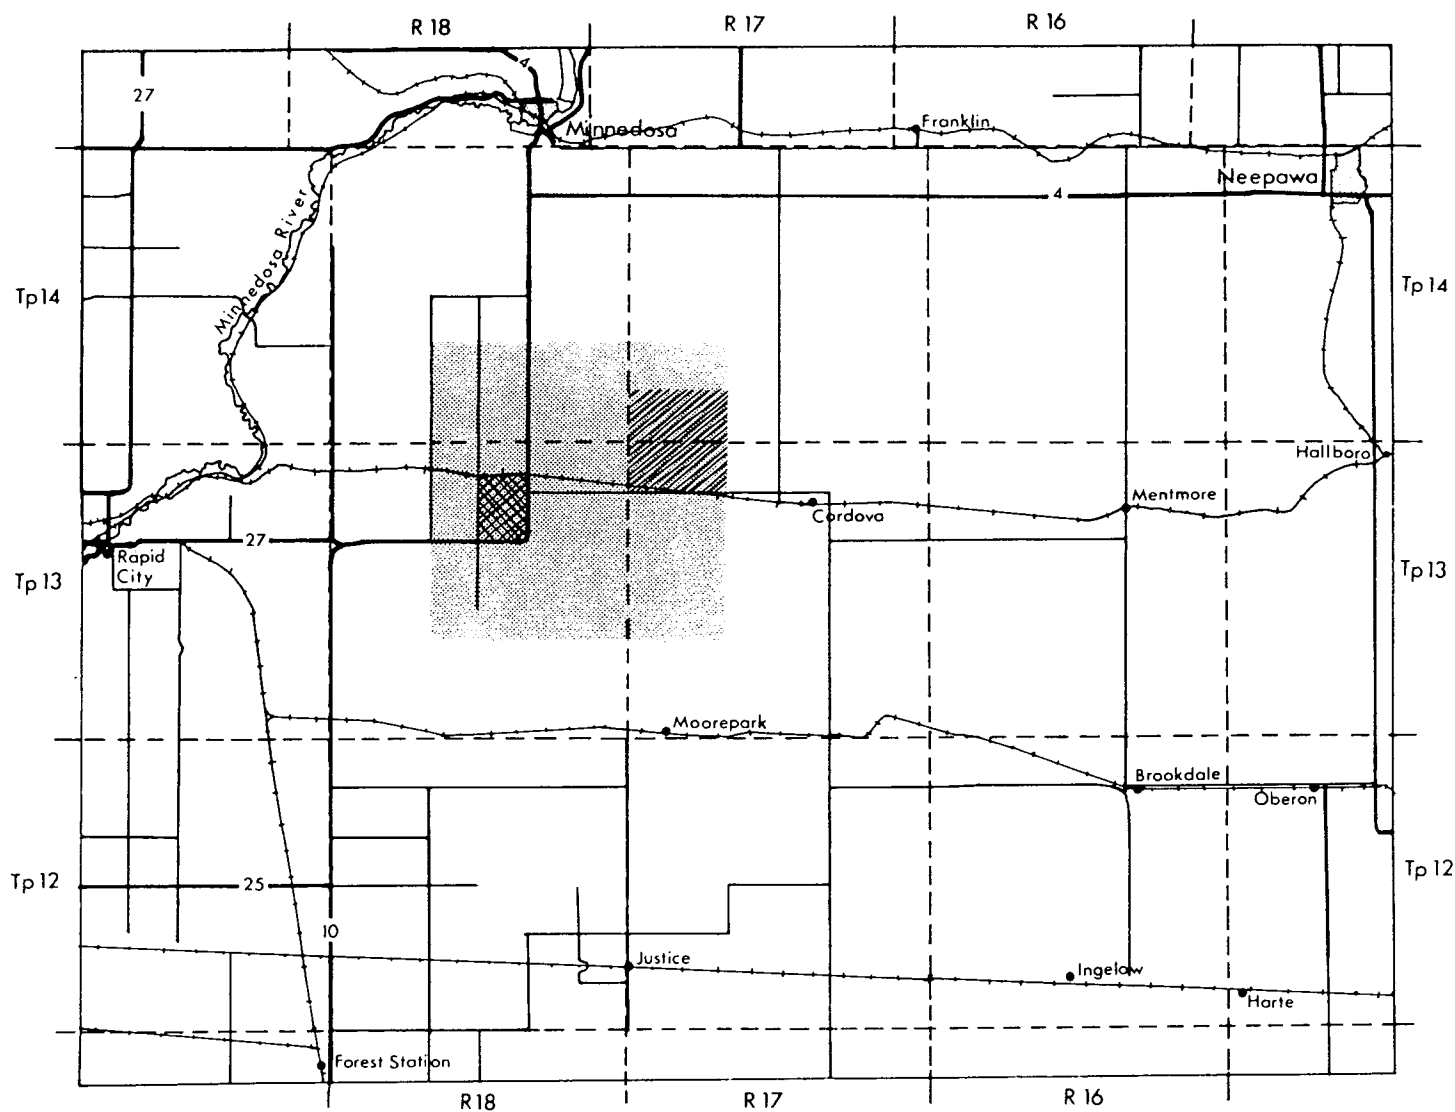 R 18
R 17
R 16
4
27
Minnedosa
Franklin
Neepawa
4
Minnedosa River
Tp 14
Tp 14
Hallboro
Mentmore
Cordova
27
Rapid
City
Tp 13
Tp 13
Moorepark
Brookdale
Oberon
Tp 12
25
Tp 12
10
Justice
Ingelow
Harte
Forest Station
R 18
R 17
R 16